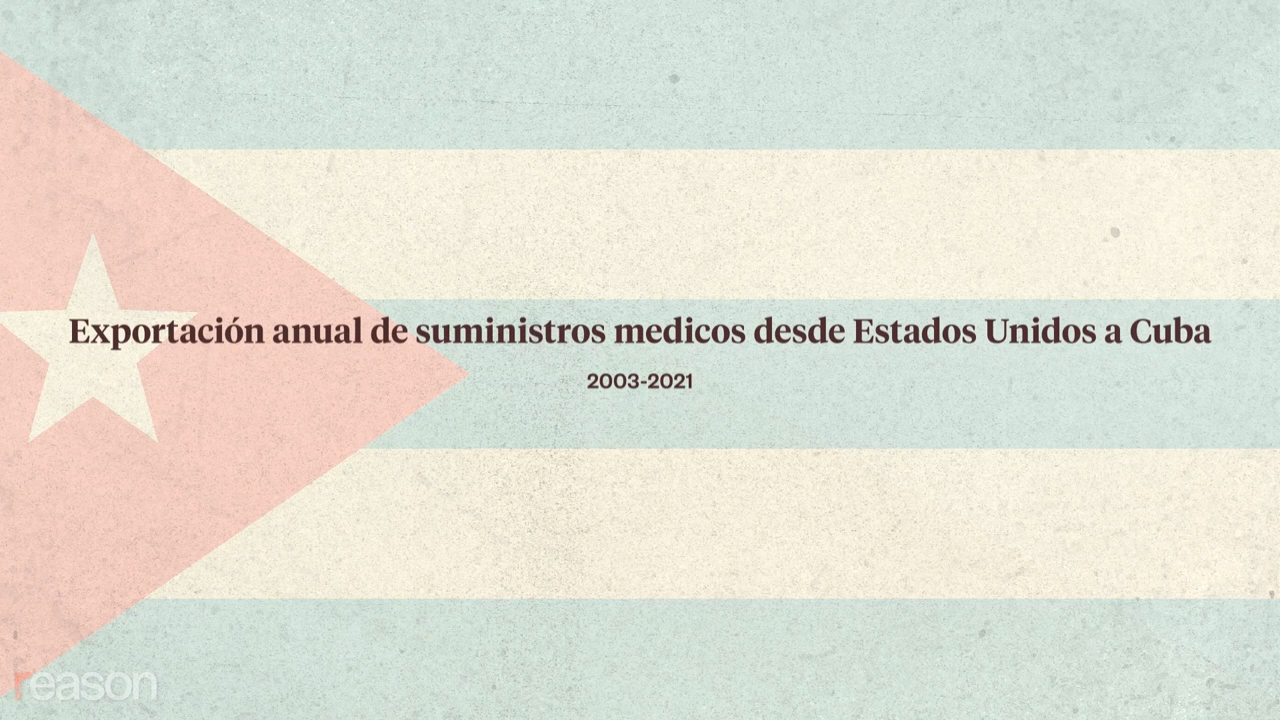 Exportación anual de suministros medicos desde Estados Unidos a Cuba
2003-2021
reason